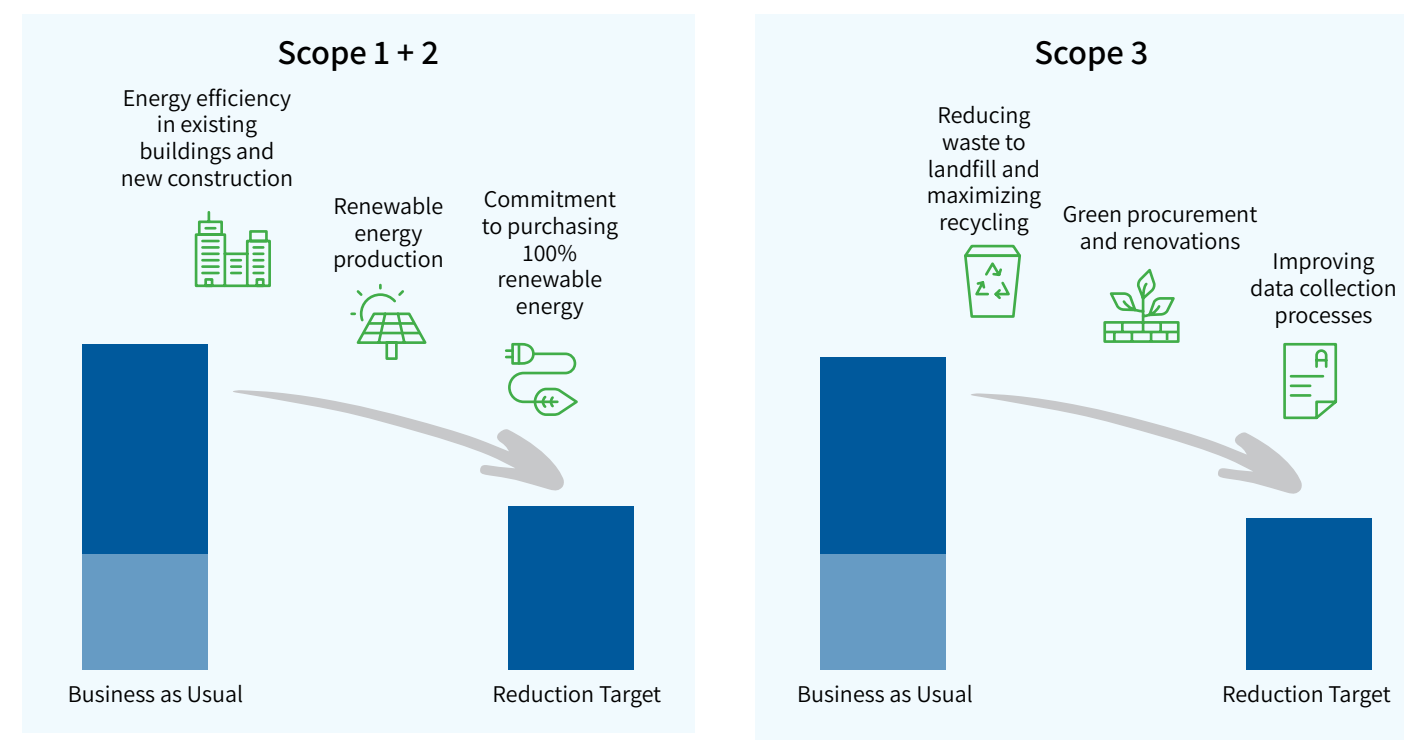 Scope 1 + 2
Energy efficiency
in existing
buildings and
new construction
Renewable
energy
production
Commitment
to purchasing
100%
renewable
energy
Business as Usual
Reduction Target
Scope 3
Reducing
waste to
landfill and
maximizing
recycling
Green procurement
and renovations
Improving
data collection
processes
A
Business as Usual
Reduction Target